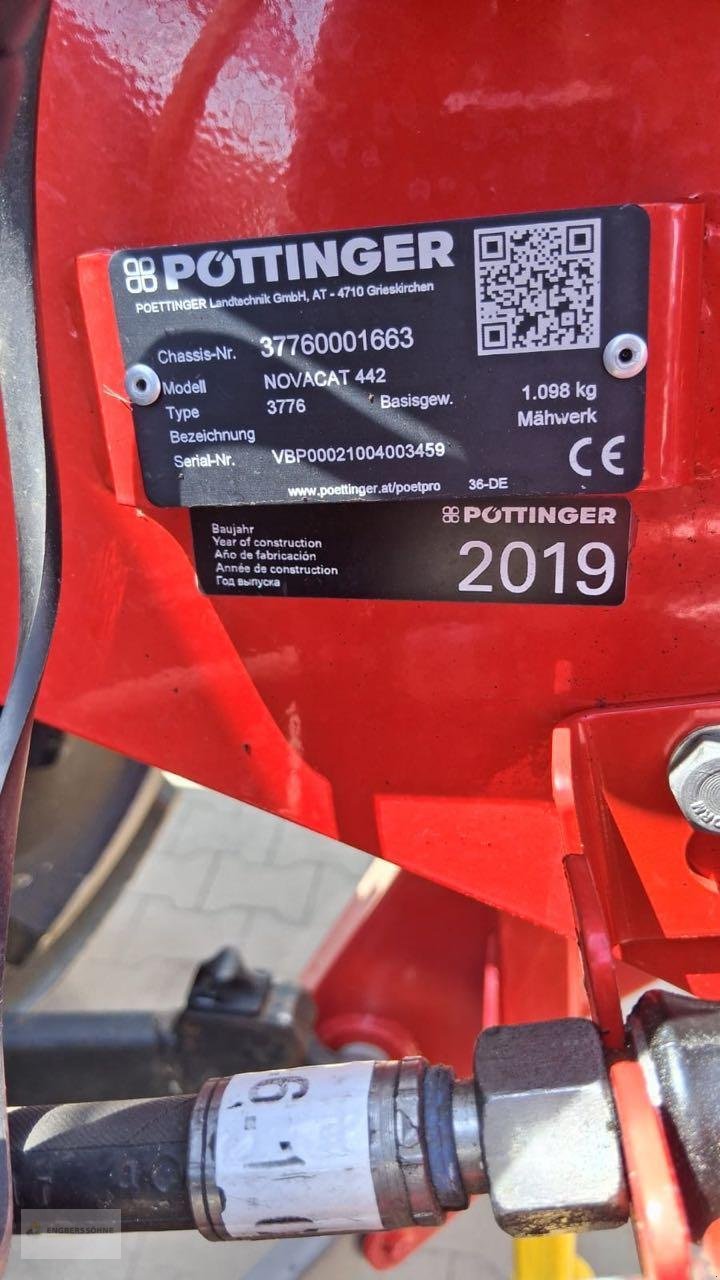 PÖTTINGER
POETTINGER Landtechnik GmbH, AT - 4710 Grieskirchen
Chassis-Nr. 37760001663
Modell NOVACAT 442
Type 3776 Basisgew. 1.098 kg
Bezeichnung Mähwerk
Serial-Nr. VBP00021004003459
CE
www.poettinger.at/poetpro 36-DE
PÖTTINGER
Baujahr
Year of construction
Año de fabricación
Année de construction
Год выпуска
2019
ENGBERS SÖHNE